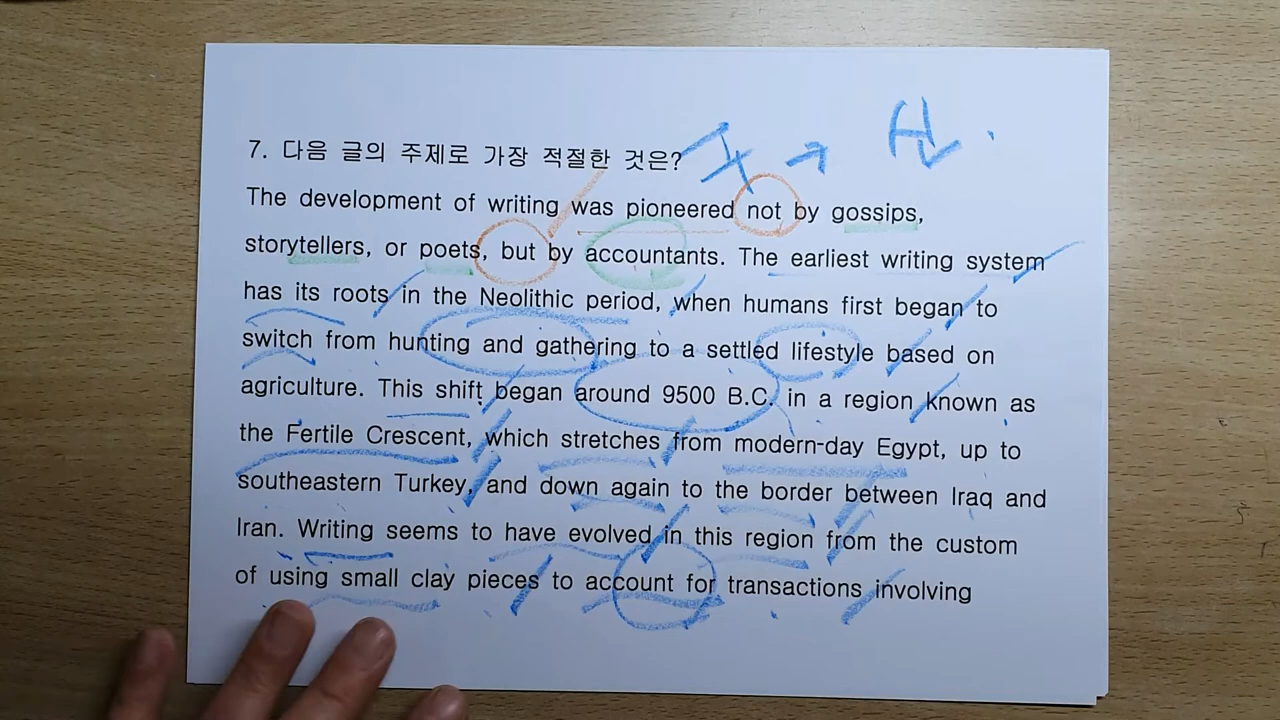 ㅈ → 산.
7. 다음 글의 주제로 가장 적절한 것은?
The development of writing was pioneered not by gossips,
storytellers, or poets, but by accountants. The earliest writing system
has its roots in the Neolithic period, when humans first began to
switch from hunting and gathering to a settled lifestyle based on
agriculture. This shift began around 9500 B.C. in a region known as
the Fertile Crescent, which stretches from modern-day Egypt, up to
southeastern Turkey, and down again to the border between Iraq and
Iran. Writing seems to have evolved in this region from the custom
of using small clay pieces to account for transactions involving